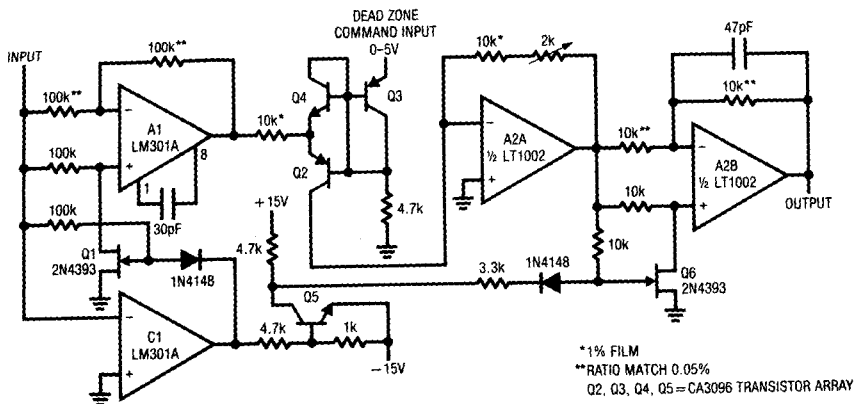 DEAD ZONE
COMMAND INPUT
0–5V
INPUT
100k**
100k**
100k
100k
A1
LM301A
8
1
30pF
Q1
2N4393
1N4148
C1
LM301A
10k*
Q4
Q3
Q2
4.7k
+15V
4.7k
Q5
4.7k
1k
–15V
10k*
2k
A2A
½ LT1002
3.3k
1N4148
10k**
10k
10k
47pF
10k**
A2B
½ LT1002
OUTPUT
Q6
2N4393
*1% FILM
**RATIO MATCH 0.05%
Q2, Q3, Q4, Q5=CA3096 TRANSISTOR ARRAY